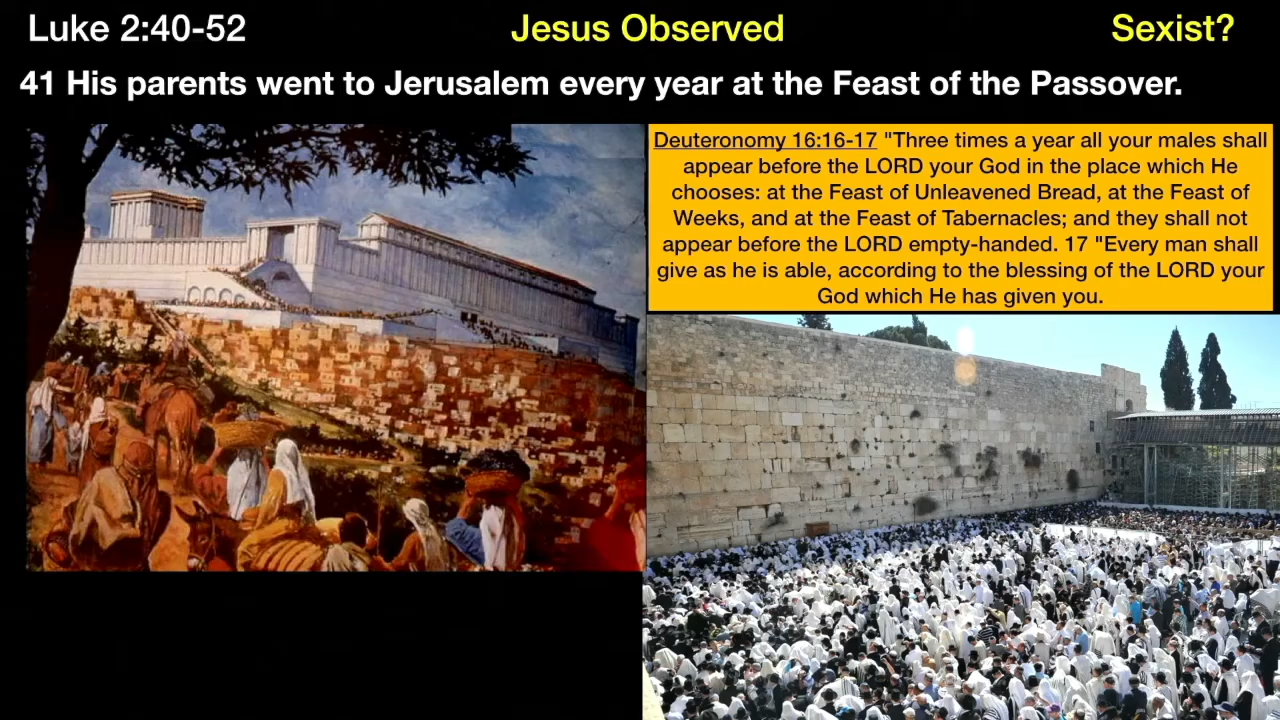 Luke 2:40-52
Jesus Observed
Sexist?
41 His parents went to Jerusalem every year at the Feast of the Passover.
Deuteronomy 16:16-17 "Three times a year all your males shall
appear before the LORD your God in the place which He
chooses: at the Feast of Unleavened Bread, at the Feast of
Weeks, and at the Feast of Tabernacles; and they shall not
appear before the LORD empty-handed. 17 "Every man shall
give as he is able, according to the blessing of the LORD your
God which He has given you.